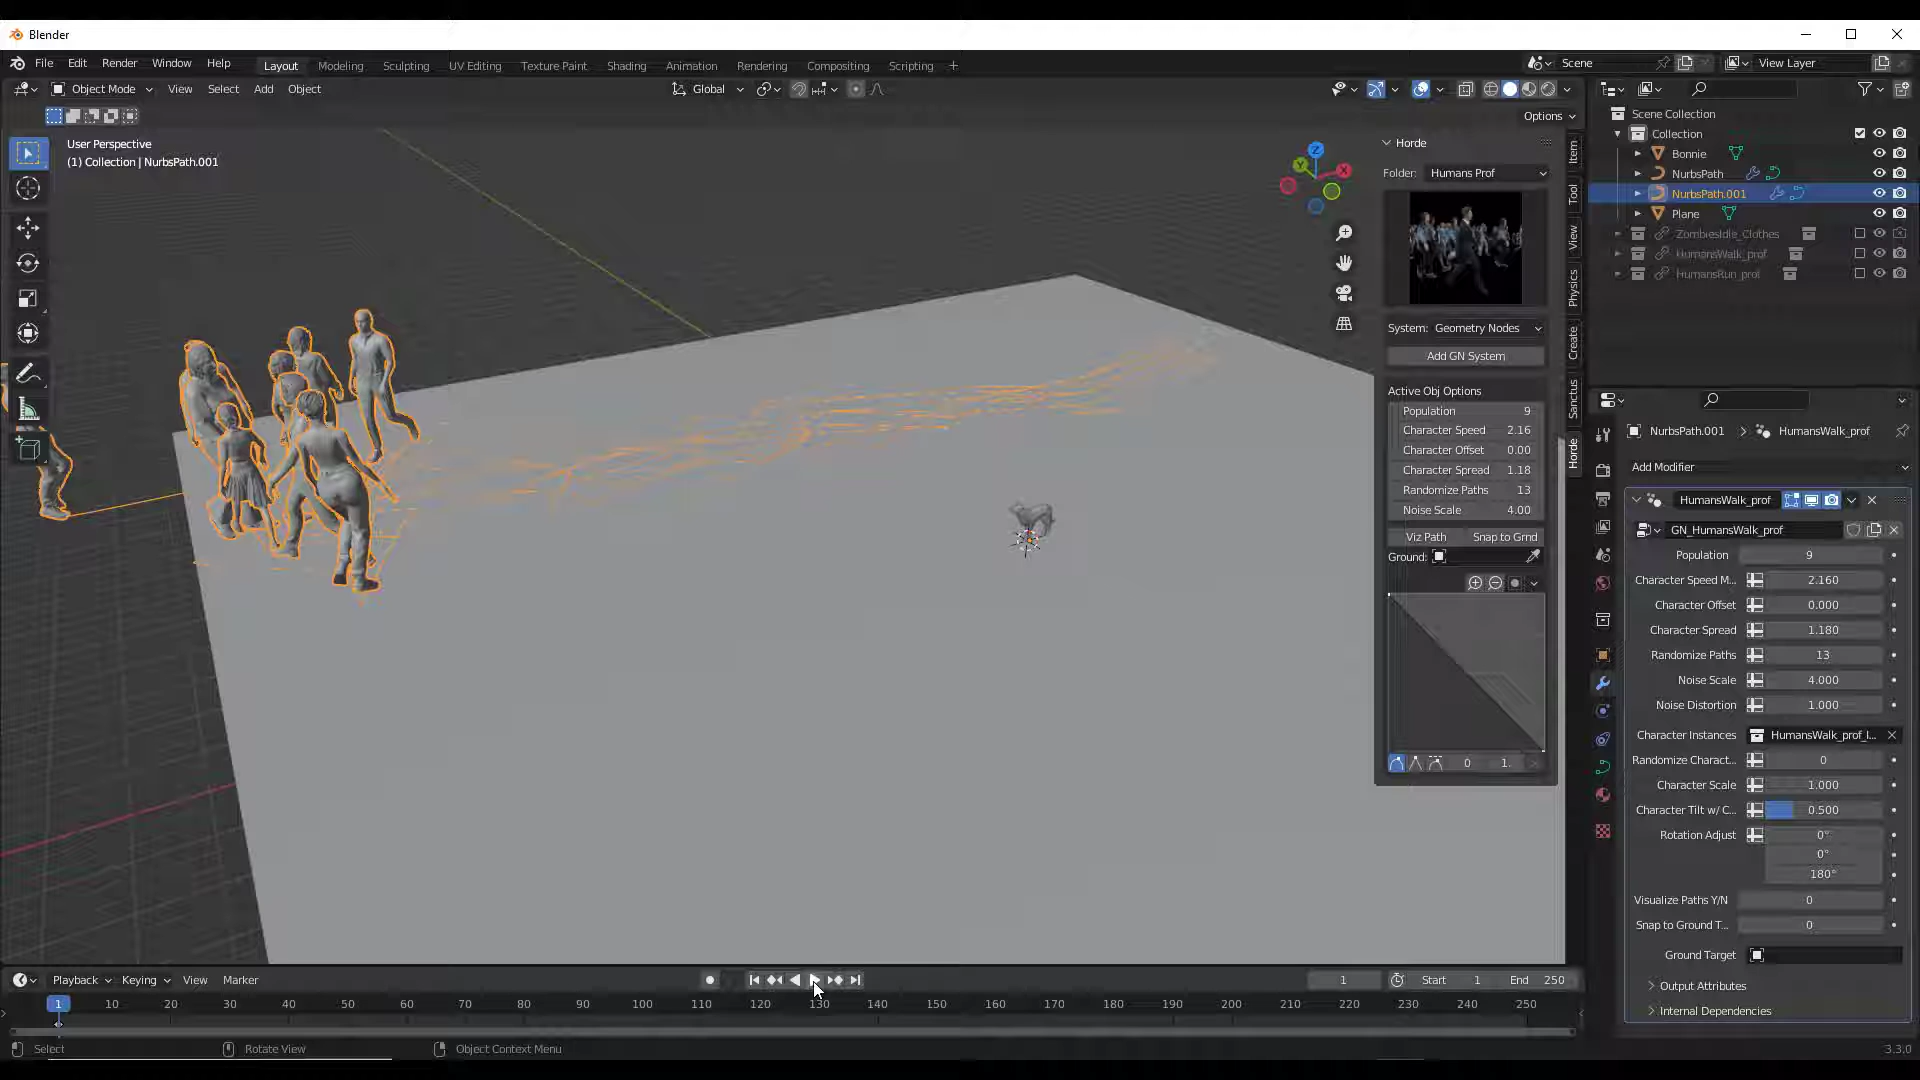 Blender
File Edit Render Window Help
Layout Modeling Sculpting UV Editing Texture Paint Shading Animation Rendering Compositing Scripting +
Scene View Layer
Object Mode View Select Add Object
Global
Options
User Perspective
(1) Collection | NurbsPath.001
Z
Y
X
Horde
Folder: Humans Prof
System: Geometry Nodes
Add GN System
Active Obj Options
Population 9
Character Speed 2.16
Character Offset 0.00
Character Spread 1.18
Randomize Paths 13
Noise Scale 4.00
Viz Path Snap to Grnd
Ground:
0 1.
Item
Tool
View
Physics
Create
Sanctus
Horde
Scene Collection
Collection
Bonnie
NurbsPath
NurbsPath.001
Plane
ZombiesIdle_Clothes
HumansWalk_prof
HumansRun_prof
NurbsPath.001 HumansWalk_prof
Add Modifier
HumansWalk_prof
GN_HumansWalk_prof
Population 9
Character Speed M... 2.160
Character Offset 0.000
Character Spread 1.180
Randomize Paths 13
Noise Scale 4.000
Noise Distortion 1.000
Character Instances HumansWalk_prof_I...
Randomize Charact... 0
Character Scale 1.000
Character Tilt w/ C... 0.500
Rotation Adjust 0°
0°
180°
Visualize Paths Y/N 0
Snap to Ground T... 0
Ground Target
Output Attributes
Internal Dependencies
Playback Keying View Marker
1 Start 1 End 250
1 10 20 30 40 50 60 70 80 90 100 110 120 130 140 150 160 170 180 190 200 210 220 230 240 250
Select Rotate View Object Context Menu
3.3.0